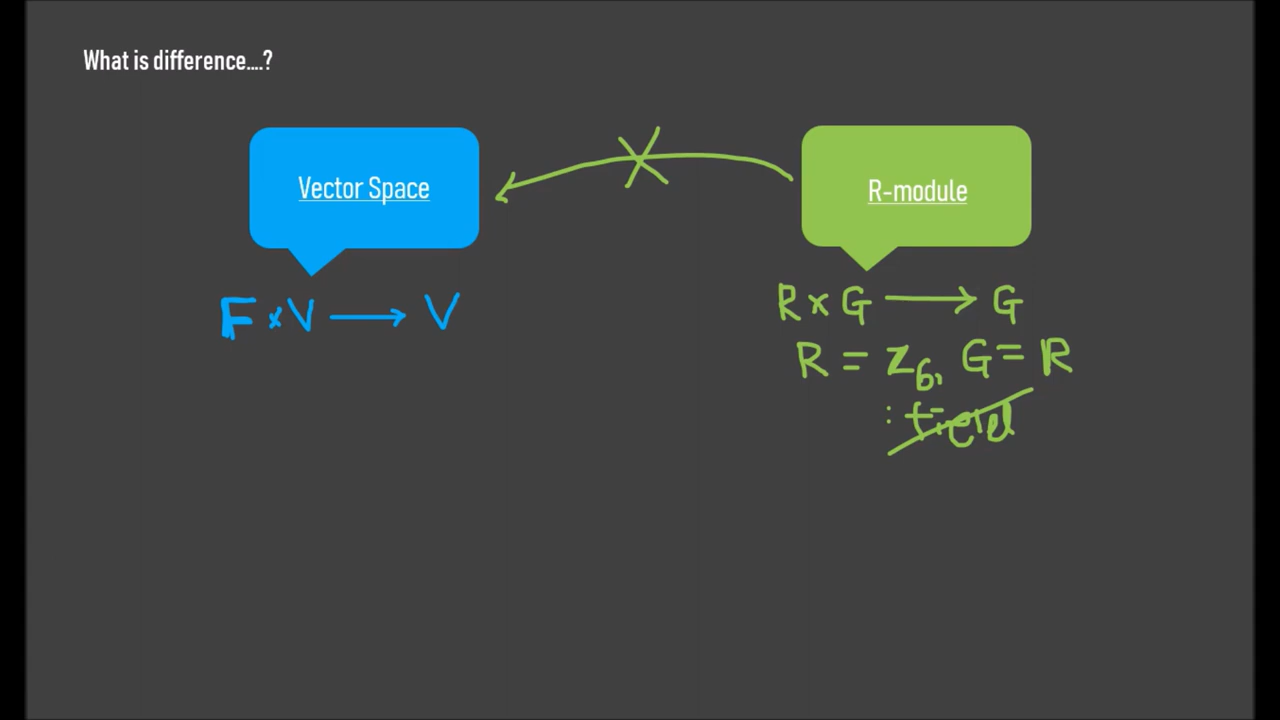 What is difference....?
Vector Space
R-module
F × V ⟶ V
R × G ⟶ G
R = Z₆, G = R
: field